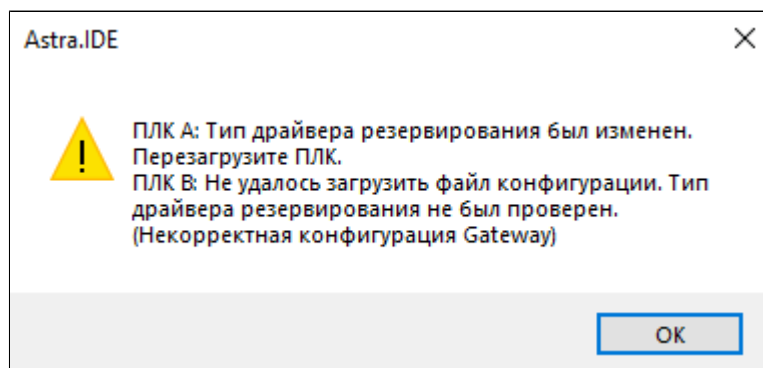 Astra.IDE
ПЛК А: Тип драйвера резервирования был изменен.
Перезагрузите ПЛК.
ПЛК В: Не удалось загрузить файл конфигурации. Тип
драйвера резервирования не был проверен.
(Некорректная конфигурация Gateway)
ОК